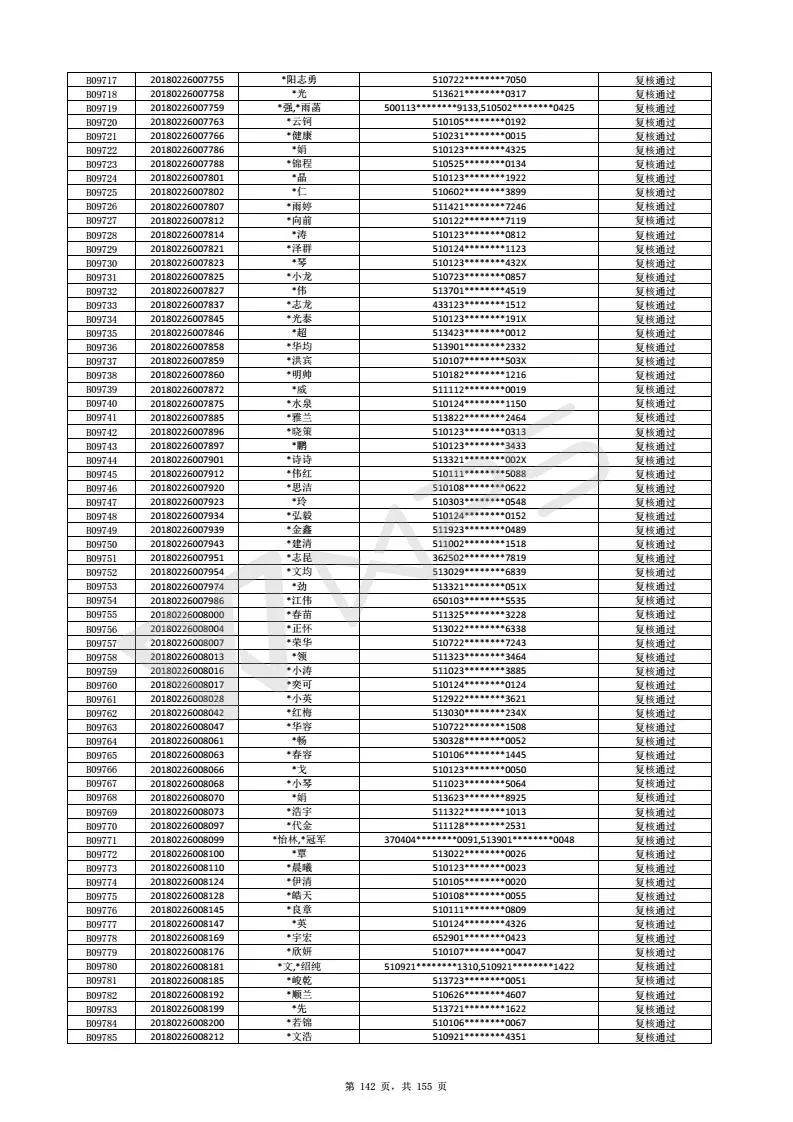 B09717 20180226007755 *阳志勇 510722********7050 复核通过
B09718 20180226007758 *光 513621********0317 复核通过
B09719 20180226007759 *强,*雨菡 500113********9133,510502********0425 复核通过
B09720 20180226007763 *云钶 510105********0192 复核通过
B09721 20180226007766 *健康 510231********0015 复核通过
B09722 20180226007786 *娟 510123********4325 复核通过
B09723 20180226007788 *锦程 510525********0134 复核通过
B09724 20180226007801 *晶 510123********1922 复核通过
B09725 20180226007802 *仁 510602********3899 复核通过
B09726 20180226007807 *雨婷 511421********7246 复核通过
B09727 20180226007812 *向前 510122********7119 复核通过
B09728 20180226007814 *涛 510123********0812 复核通过
B09729 20180226007821 *泽群 510124********1123 复核通过
B09730 20180226007823 *琴 510123********432X 复核通过
B09731 20180226007825 *小龙 510723********0857 复核通过
B09732 20180226007827 *伟 513701********4519 复核通过
B09733 20180226007837 *志龙 433123********1512 复核通过
B09734 20180226007845 *光泰 510123********191X 复核通过
B09735 20180226007846 *超 513423********0012 复核通过
B09736 20180226007858 *华均 513901********2332 复核通过
B09737 20180226007859 *洪宾 510107********503X 复核通过
B09738 20180226007860 *明帅 510182********1216 复核通过
B09739 20180226007872 *威 511112********0019 复核通过
B09740 20180226007875 *水泉 510124********1150 复核通过
B09741 20180226007885 *雅兰 513822********2464 复核通过
B09742 20180226007896 *晓策 510123********0313 复核通过
B09743 20180226007897 *鹏 510123********3433 复核通过
B09744 20180226007901 *诗诗 513321********002X 复核通过
B09745 20180226007912 *伟红 510111********5088 复核通过
B09746 20180226007920 *思洁 510108********0622 复核通过
B09747 20180226007923 *玲 510303********0548 复核通过
B09748 20180226007934 *弘毅 510124********0152 复核通过
B09749 20180226007939 *金鑫 511923********0489 复核通过
B09750 20180226007943 *建清 511002********1518 复核通过
B09751 20180226007951 *志昆 362502********7819 复核通过
B09752 20180226007954 *文均 513029********6839 复核通过
B09753 20180226007974 *劲 513321********051X 复核通过
B09754 20180226007986 *江伟 650103********5535 复核通过
B09755 20180226008000 *春苗 511325********3228 复核通过
B09756 20180226008004 *正怀 513022********6338 复核通过
B09757 20180226008007 *荣华 510722********7243 复核通过
B09758 20180226008013 *领 511323********3464 复核通过
B09759 20180226008016 *小涛 511023********3885 复核通过
B09760 20180226008017 *奕可 510124********0124 复核通过
B09761 20180226008028 *小英 512922********3621 复核通过
B09762 20180226008042 *红梅 513030********234X 复核通过
B09763 20180226008047 *华容 510722********1508 复核通过
B09764 20180226008061 *畅 530328********0052 复核通过
B09765 20180226008063 *春容 510106********1445 复核通过
B09766 20180226008066 *戈 510123********0050 复核通过
B09767 20180226008068 *小琴 511023********5064 复核通过
B09768 20180226008070 *娟 513623********8925 复核通过
B09769 20180226008073 *浩宇 511322********1013 复核通过
B09770 20180226008097 *代金 511128********2531 复核通过
B09771 20180226008099 *怡林,*冠军 370404********0091,513901********0048 复核通过
B09772 20180226008100 *覃 513022********0026 复核通过
B09773 20180226008110 *晨曦 510123********0023 复核通过
B09774 20180226008124 *伊清 510105********0020 复核通过
B09775 20180226008128 *皓天 510108********0055 复核通过
B09776 20180226008145 *良章 510111********0809 复核通过
B09777 20180226008147 *英 510124********4326 复核通过
B09778 20180226008169 *宇宏 652901********0423 复核通过
B09779 20180226008176 *欣妍 510107********0047 复核通过
B09780 20180226008181 *文,*绍纯 510921********1310,510921********1422 复核通过
B09781 20180226008185 *峻乾 513723********0051 复核通过
B09782 20180226008192 *顺兰 510626********4607 复核通过
B09783 20180226008199 *先 513721********1622 复核通过
B09784 20180226008200 *若锦 510106********0067 复核通过
B09785 20180226008212 *文浩 510921********4351 复核通过
WPS
第 142 页，共 155 页